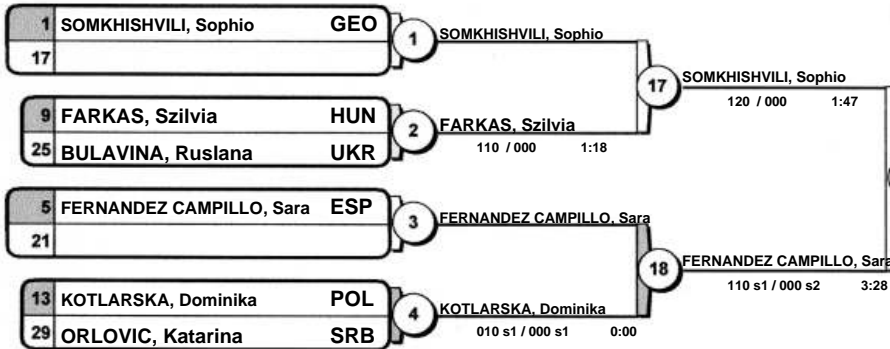 1 SOMKHISHVILI, Sophio GEO
17
9 FARKAS, Szilvia HUN
25 BULAVINA, Ruslana UKR
5 FERNANDEZ CAMPILLO, Sara ESP
21
13 KOTLARSKA, Dominika POL
29 ORLOVIC, Katarina SRB
1 SOMKHISHVILI, Sophio
2 FARKAS, Szilvia
110 / 000 1:18
3 FERNANDEZ CAMPILLO, Sara
4 KOTLARSKA, Dominika
010 s1 / 000 s1 0:00
17 SOMKHISHVILI, Sophio
120 / 000 1:47
18 FERNANDEZ CAMPILLO, Sara
110 s1 / 000 s2 3:28